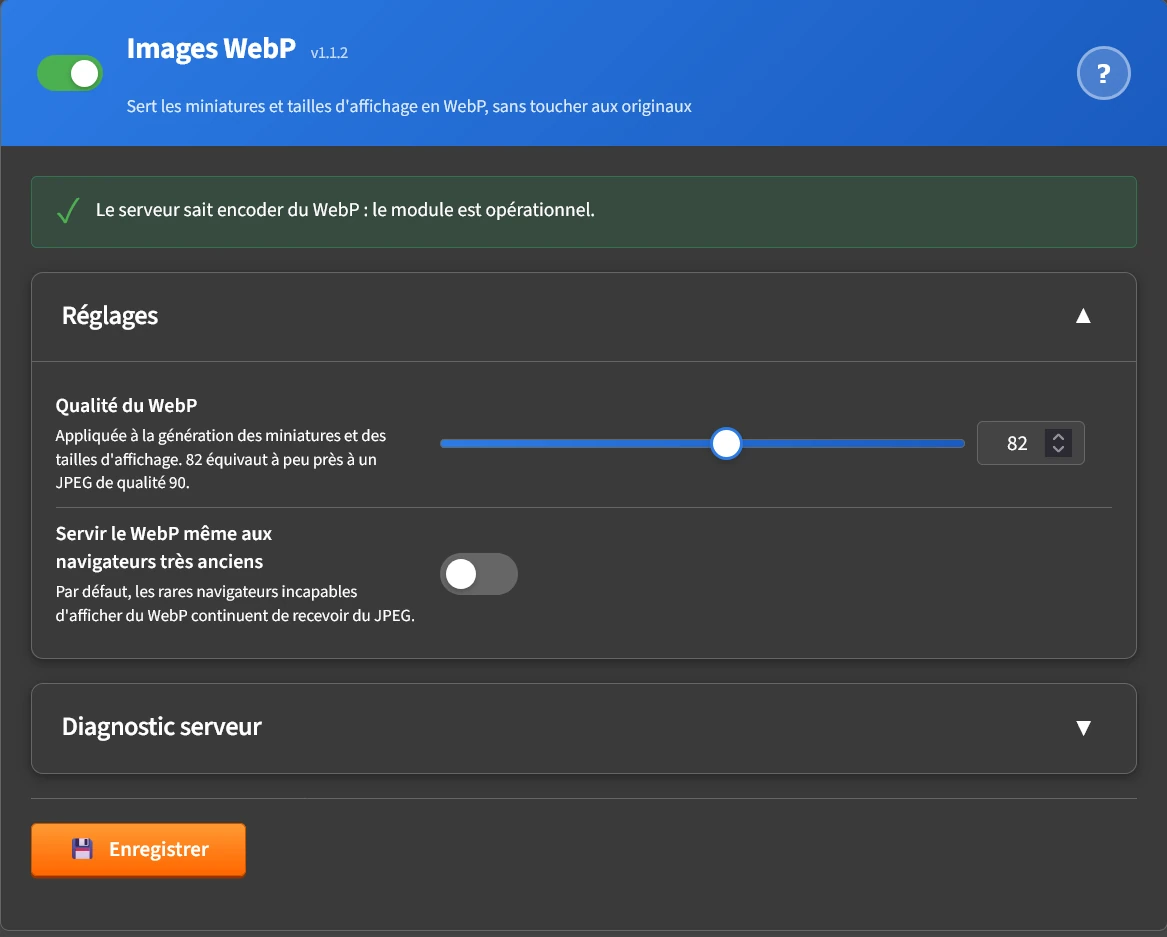 Images WebP v1.1.2
?
Sert les miniatures et tailles d'affichage en WebP, sans toucher aux originaux
Le serveur sait encoder du WebP : le module est opérationnel.
Réglages
Qualité du WebP
Appliquée à la génération des miniatures et des
tailles d'affichage. 82 équivaut à peu près à un
JPEG de qualité 90.
82
Servir le WebP même aux
navigateurs très anciens
Par défaut, les rares navigateurs incapables
d'afficher du WebP continuent de recevoir du JPEG.
Diagnostic serveur
Enregistrer